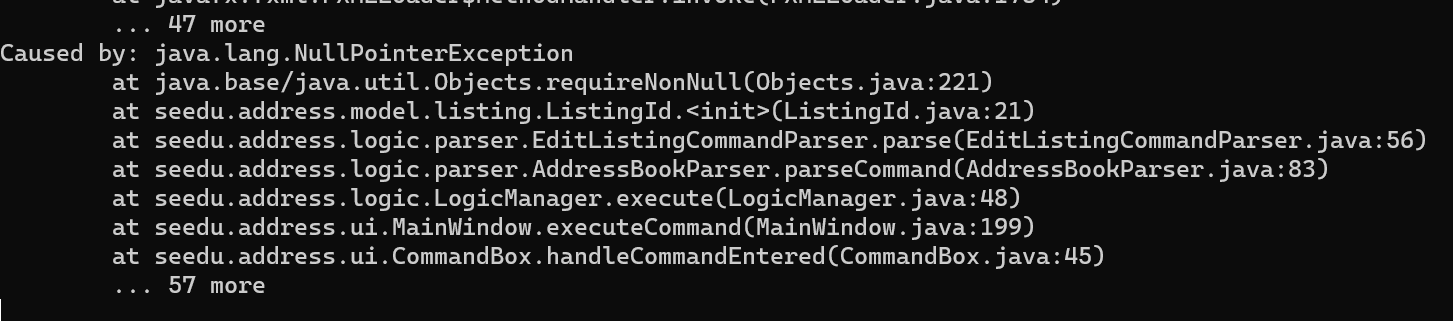 ... 47 more
Caused by: java.lang.NullPointerException
at java.base/java.util.Objects.requireNonNull(Objects.java:221)
at seedu.address.model.listing.ListingId.<init>(ListingId.java:21)
at seedu.address.logic.parser.EditListingCommandParser.parse(EditListingCommandParser.java:56)
at seedu.address.logic.parser.AddressBookParser.parseCommand(AddressBookParser.java:83)
at seedu.address.logic.LogicManager.execute(LogicManager.java:48)
at seedu.address.ui.MainWindow.executeCommand(MainWindow.java:199)
at seedu.address.ui.CommandBox.handleCommandEntered(CommandBox.java:45)
... 57 more